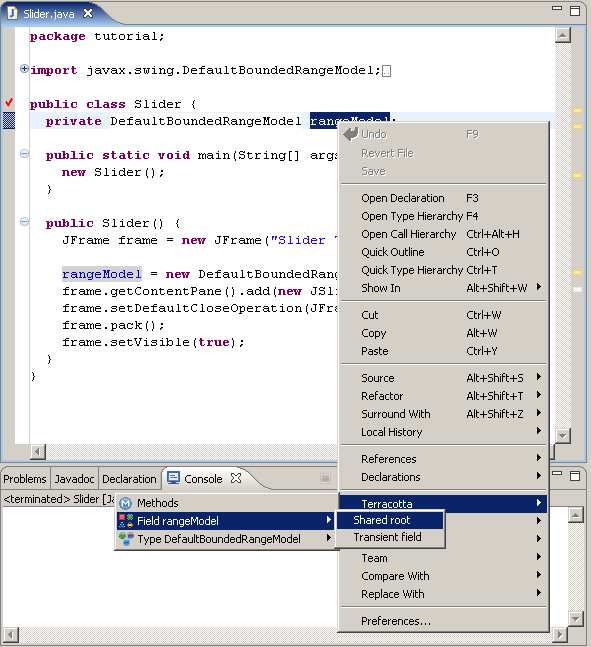 Slider.java
package tutorial;
import javax.swing.DefaultBoundedRangeModel;
public class Slider {
private DefaultBoundedRangeModel rangeModel;
public static void main(String[] args
new Slider();
}
public Slider() {
JFrame frame = new JFrame("Slider
rangeModel = new DefaultBoundedRang
frame.getContentPane().add(new JSli
frame.setDefaultCloseOperation(JFra
frame.pack();
frame.setVisible(true);
}
}
Undo F9
Revert File
Save
Open Declaration F3
Open Type Hierarchy F4
Open Call Hierarchy Ctrl+Alt+H
Quick Outline Ctrl+O
Quick Type Hierarchy Ctrl+T
Show In Alt+Shift+W
Cut Ctrl+W
Copy Alt+W
Paste Ctrl+Y
Source Alt+Shift+S
Refactor Alt+Shift+T
Surround With Alt+Shift+Z
Local History
References
Declarations
Terracotta
Team
Compare With
Replace With
Preferences...
Problems Javadoc Declaration Console
<terminated> Slider [Ja
Methods
Field rangeModel
Type DefaultBoundedRangeModel
Shared root
Transient field